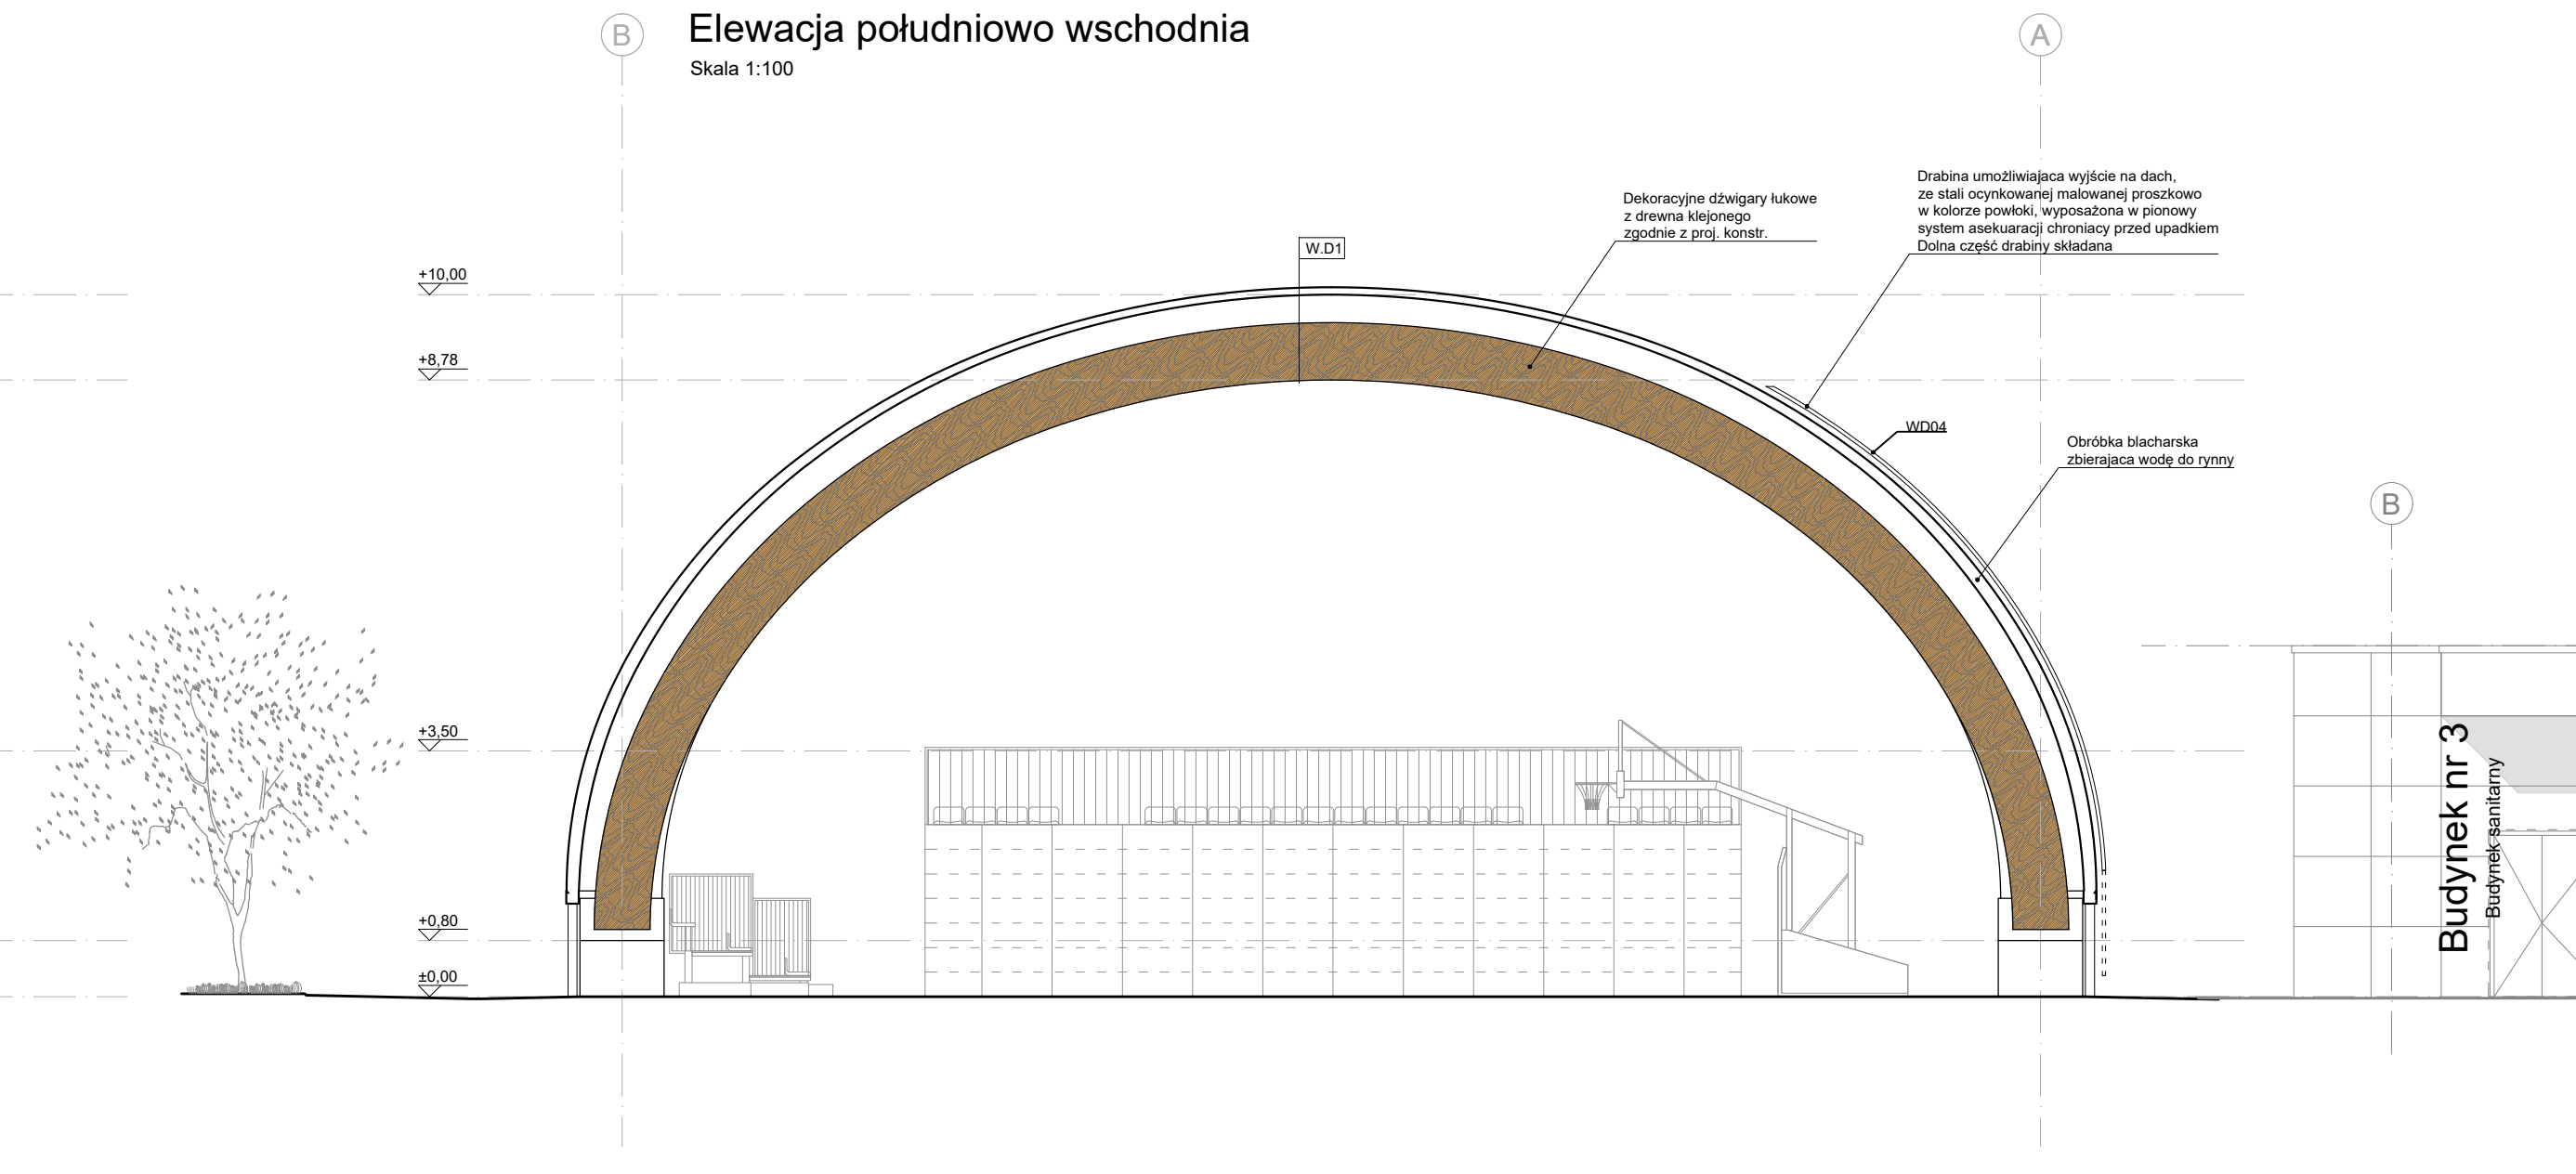 B
Elewacja południowo wschodnia
A
Skala 1:100
Drabina umożliwiajaca wyjście na dach,
ze stali ocynkowanej malowanej proszkowo
w kolorze powłoki, wyposażona w pionowy
system asekuaracji chroniacy przed upadkiem
Dolna część drabiny składana
Dekoracyjne dźwigary łukowe
z drewna klejonego
zgodnie z proj. konstr.
W.D1
+10,00
+8,78
WD04
Obróbka blacharska
zbierajaca wodę do rynny
B
+3,50
+0,80
±0,00
Budynek nr 3
Budynek sanitarny